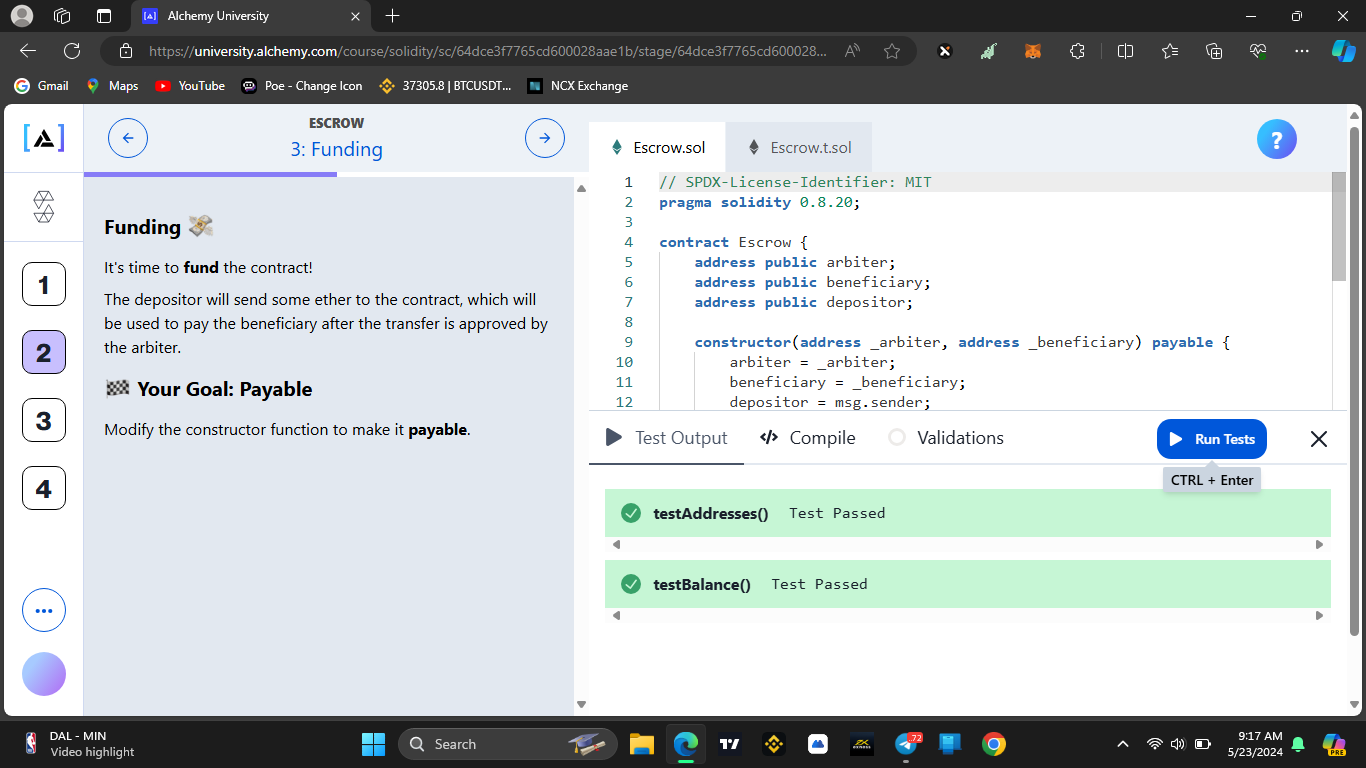 Alchemy University
https://university.alchemy.com/course/solidity/sc/64dce3f7765cd600028aae1b/stage/64dce3f7765cd600028...
Gmail
Maps
YouTube
Poe - Change Icon
37305.8 | BTCUSDT...
NCX Exchange
ESCROW
3: Funding
1
2
3
4
Funding
It's time to fund the contract!
The depositor will send some ether to the contract, which will
be used to pay the beneficiary after the transfer is approved by
the arbiter.
Your Goal: Payable
Modify the constructor function to make it payable.
Escrow.sol
Escrow.t.sol
?
1 // SPDX-License-Identifier: MIT
2 pragma solidity 0.8.20;
3
4 contract Escrow {
5 address public arbiter;
6 address public beneficiary;
7 address public depositor;
8
9 constructor(address _arbiter, address _beneficiary) payable {
10 arbiter = _arbiter;
11 beneficiary = _beneficiary;
12 depositor = msg.sender;
Test Output
Compile
Validations
Run Tests
CTRL + Enter
testAddresses() Test Passed
testBalance() Test Passed
DAL - MIN
Video highlight
Search
.72
9:17 AM
5/23/2024
PRE